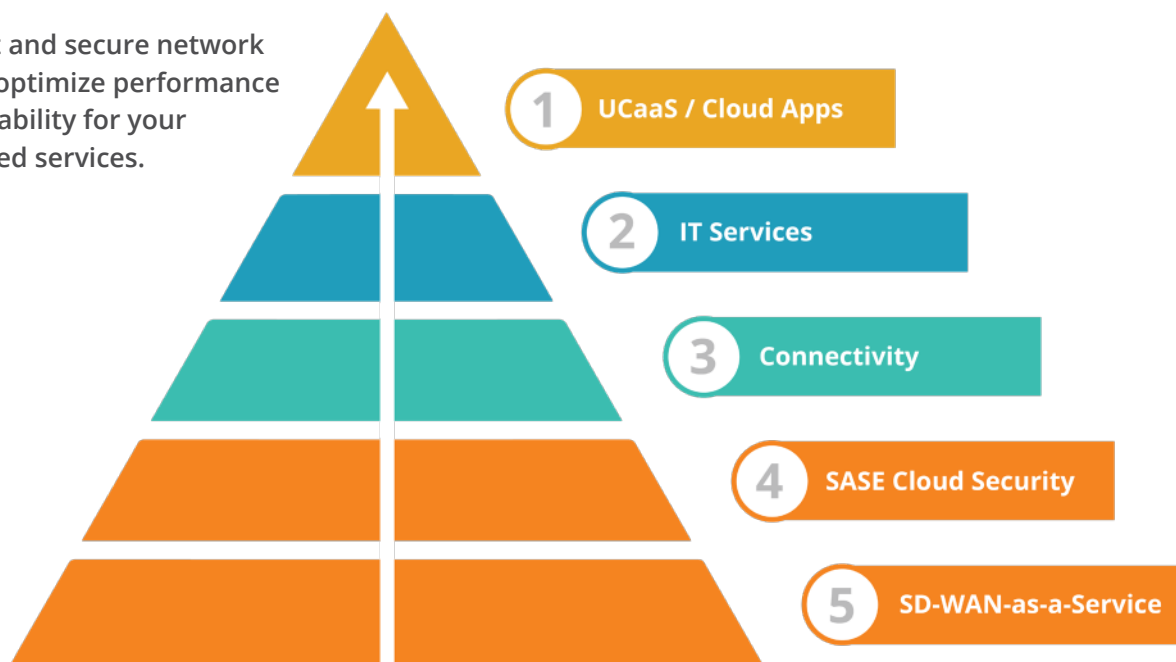 and secure network
optimize performance
ability for your
ed services.
1
UCaaS / Cloud Apps
2
IT Services
3
Connectivity
4
SASE Cloud Security
5
SD-WAN-as-a-Service